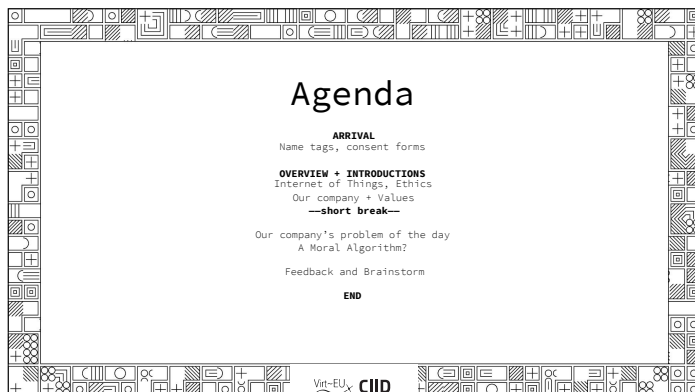 Agenda
ARRIVAL
Name tags, consent forms
OVERVIEW + INTRODUCTIONS
Internet of Things, Ethics
Our company + Values
——short break——
Our company’s problem of the day
A Moral Algorithm?
Feedback and Brainstorm
END
Virt~EU CIID